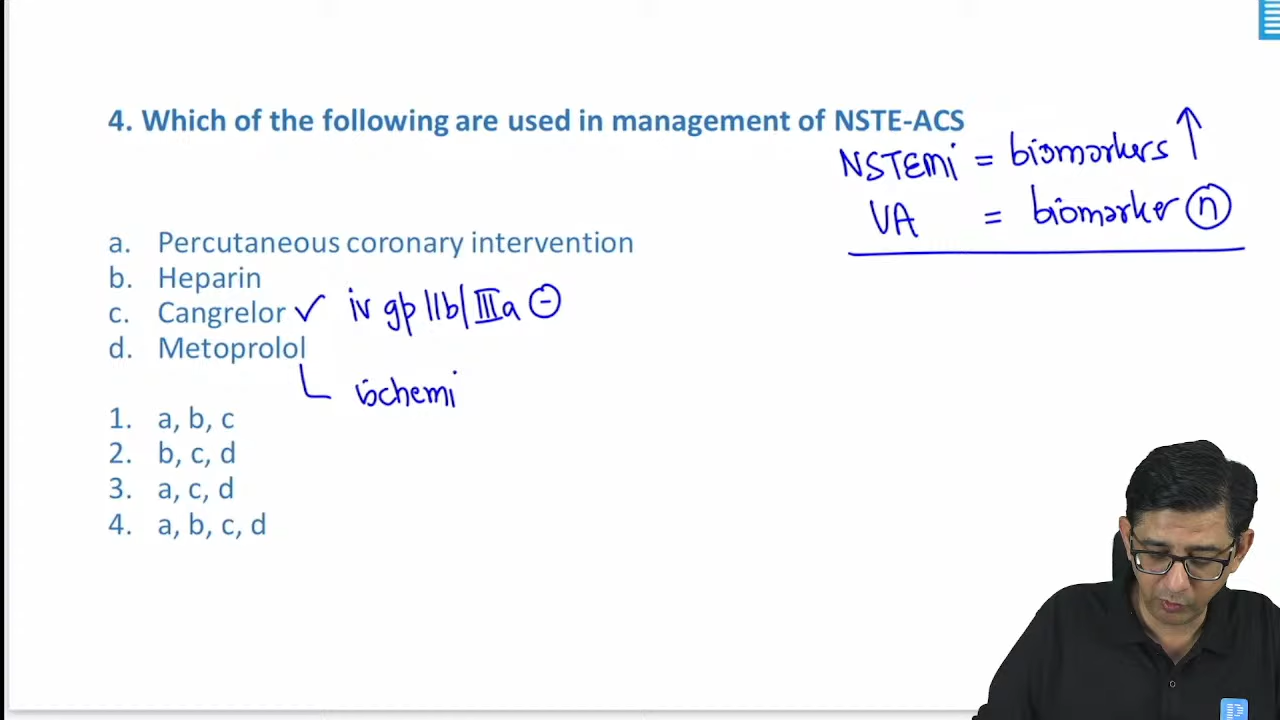 4. Which of the following are used in management of NSTE-ACS
NSTEMi = biomarkers ↑
UA = biomarker n
a. Percutaneous coronary intervention
b. Heparin
c. Cangrelor ✓ iv gp IIb/IIIa -
d. Metoprolol
ischemi
1. a, b, c
2. b, c, d
3. a, c, d
4. a, b, c, d